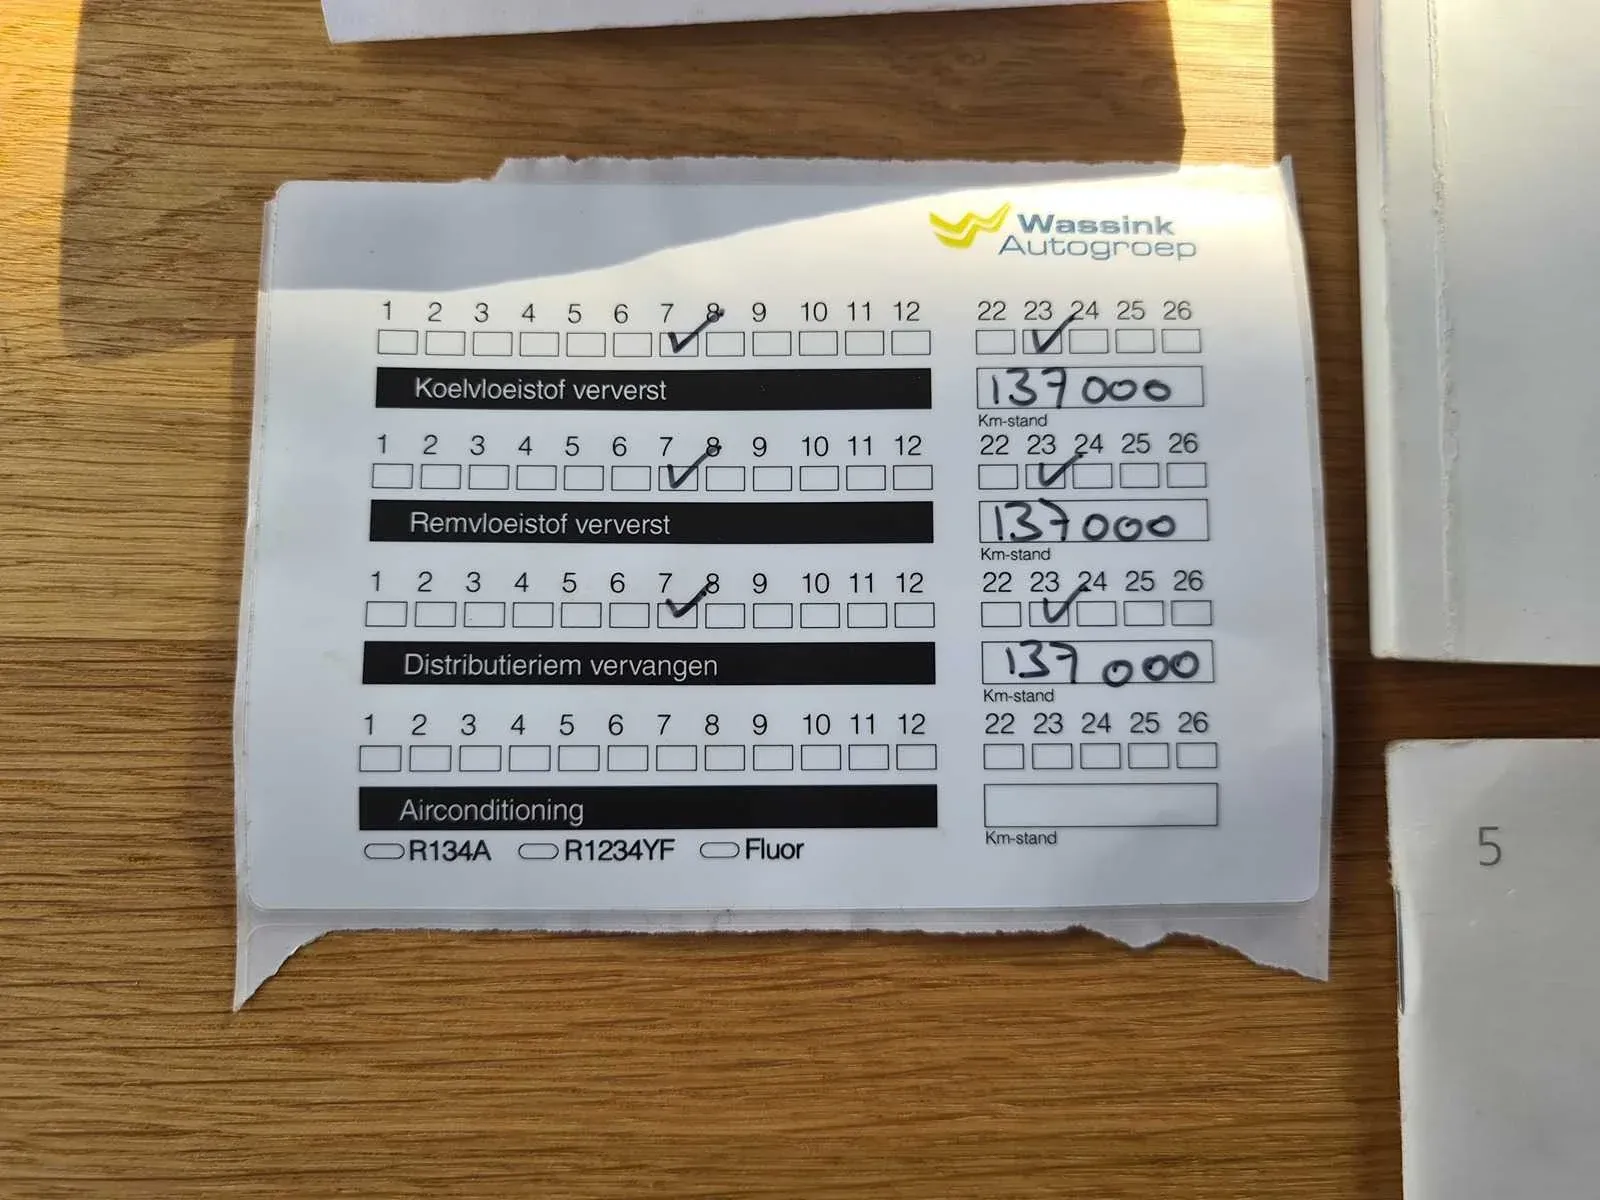 Wassink
Autogroep
1 2 3 4 5 6 7 8 9 10 11 12 22 23 24 25 26
Koelvloeistof ververst 137000
Km-stand
1 2 3 4 5 6 7 8 9 10 11 12 22 23 24 25 26
Remvloeistof ververst 137000
Km-stand
1 2 3 4 5 6 7 8 9 10 11 12 22 23 24 25 26
Distributieriem vervangen 137000
Km-stand
1 2 3 4 5 6 7 8 9 10 11 12 22 23 24 25 26
Airconditioning
Km-stand
R134A R1234YF Fluor
5